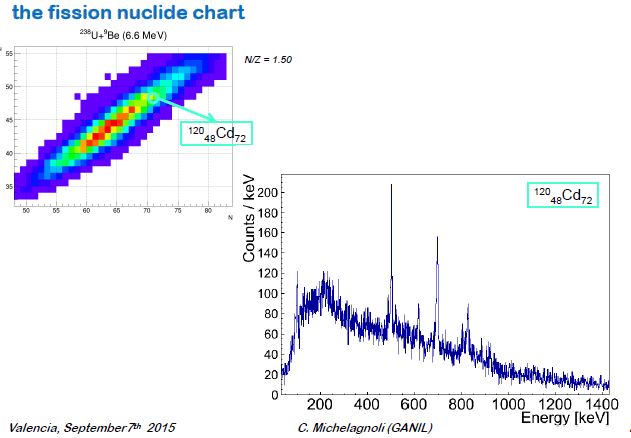 the fission nuclide chart
238U+9Be (6.6 MeV)
N/Z = 1.50
55
50
45
40
35
50 55 60 65 70 75 80
N
120 48Cd72
Counts / keV
200
180
160
140
120
100
80
60
40
20
0
120 48Cd72
200 400 600 800 1000 1200 1400
Energy [keV]
Valencia, September 7th 2015
C. Michelagnoli (GANIL)